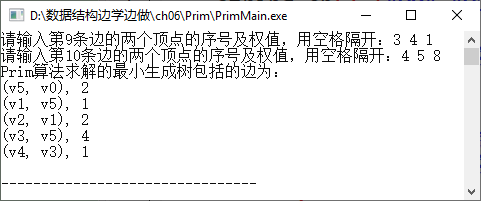 D:\数据结构边学边做\ch06\Prim\PrimMain.exe
请输入第9条边的两个顶点的序号及权值，用空格隔开：3 4 1
请输入第10条边的两个顶点的序号及权值，用空格隔开：4 5 8
Prim算法求解的最小生成树包括的边为：
(v5, v0), 2
(v1, v5), 1
(v2, v1), 2
(v3, v5), 4
(v4, v3), 1
--------------------------------